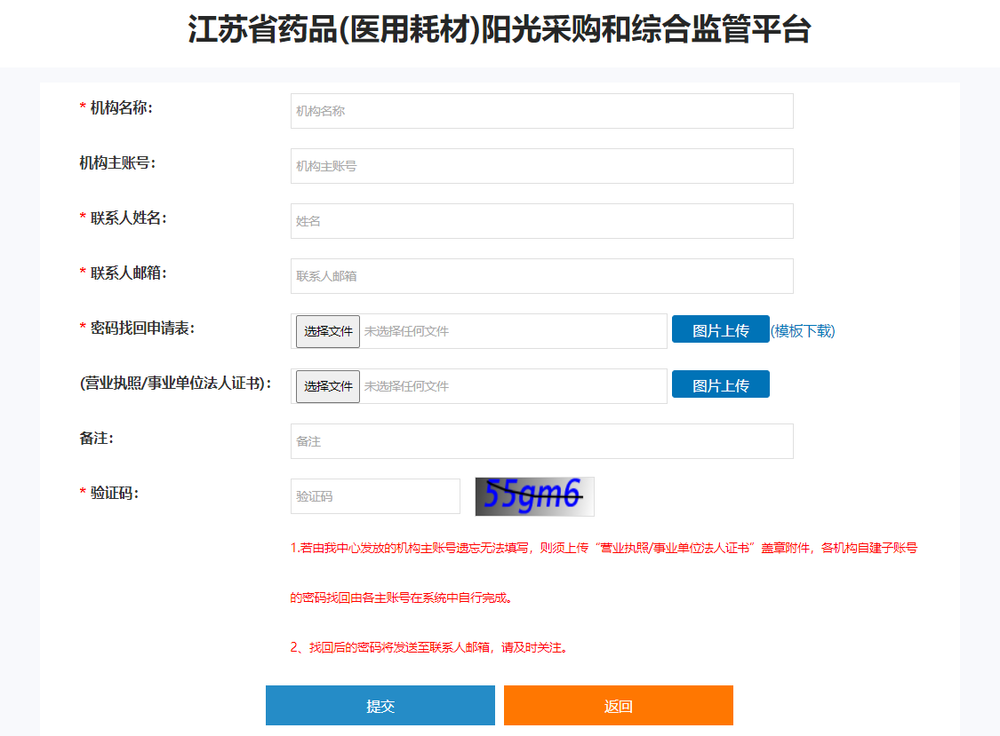 江苏省药品(医用耗材)阳光采购和综合监管平台
* 机构名称: 机构名称
机构主账号: 机构主账号
* 联系人姓名: 姓名
* 联系人邮箱: 联系人邮箱
* 密码找回申请表: 选择文件 未选择任何文件 图片上传 (模板下载)
(营业执照/事业单位法人证书): 选择文件 未选择任何文件 图片上传
备注: 备注
* 验证码: 验证码 55gm6
1.若由我中心发放的机构主账号遗忘无法填写，则须上传“营业执照/事业单位法人证书”盖章附件，各机构自建子账号
的密码找回由各主账号在系统中自行完成。
2、找回后的密码将发送至联系人邮箱，请及时关注。
提交 返回